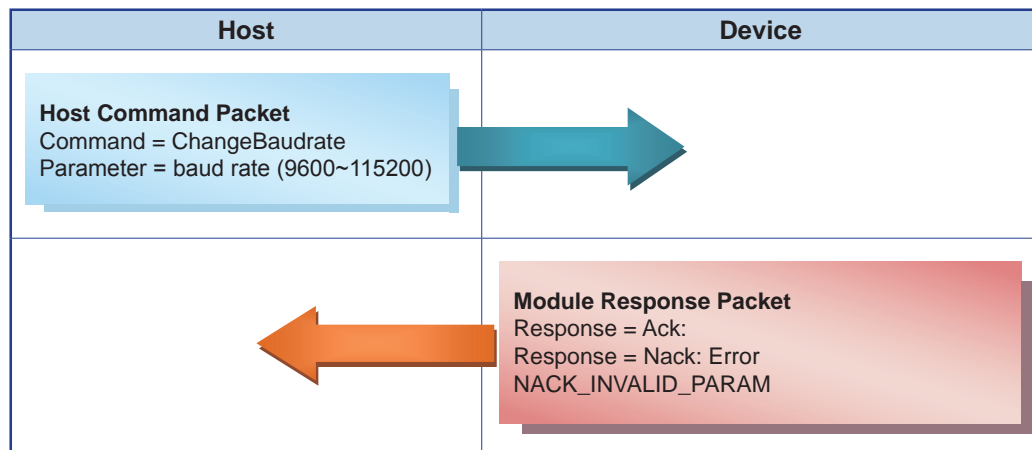 Host
Device
Host Command Packet
Command = ChangeBaudrate
Parameter = baud rate (9600~115200)
Module Response Packet
Response = Ack:
Response = Nack: Error
NACK_INVALID_PARAM